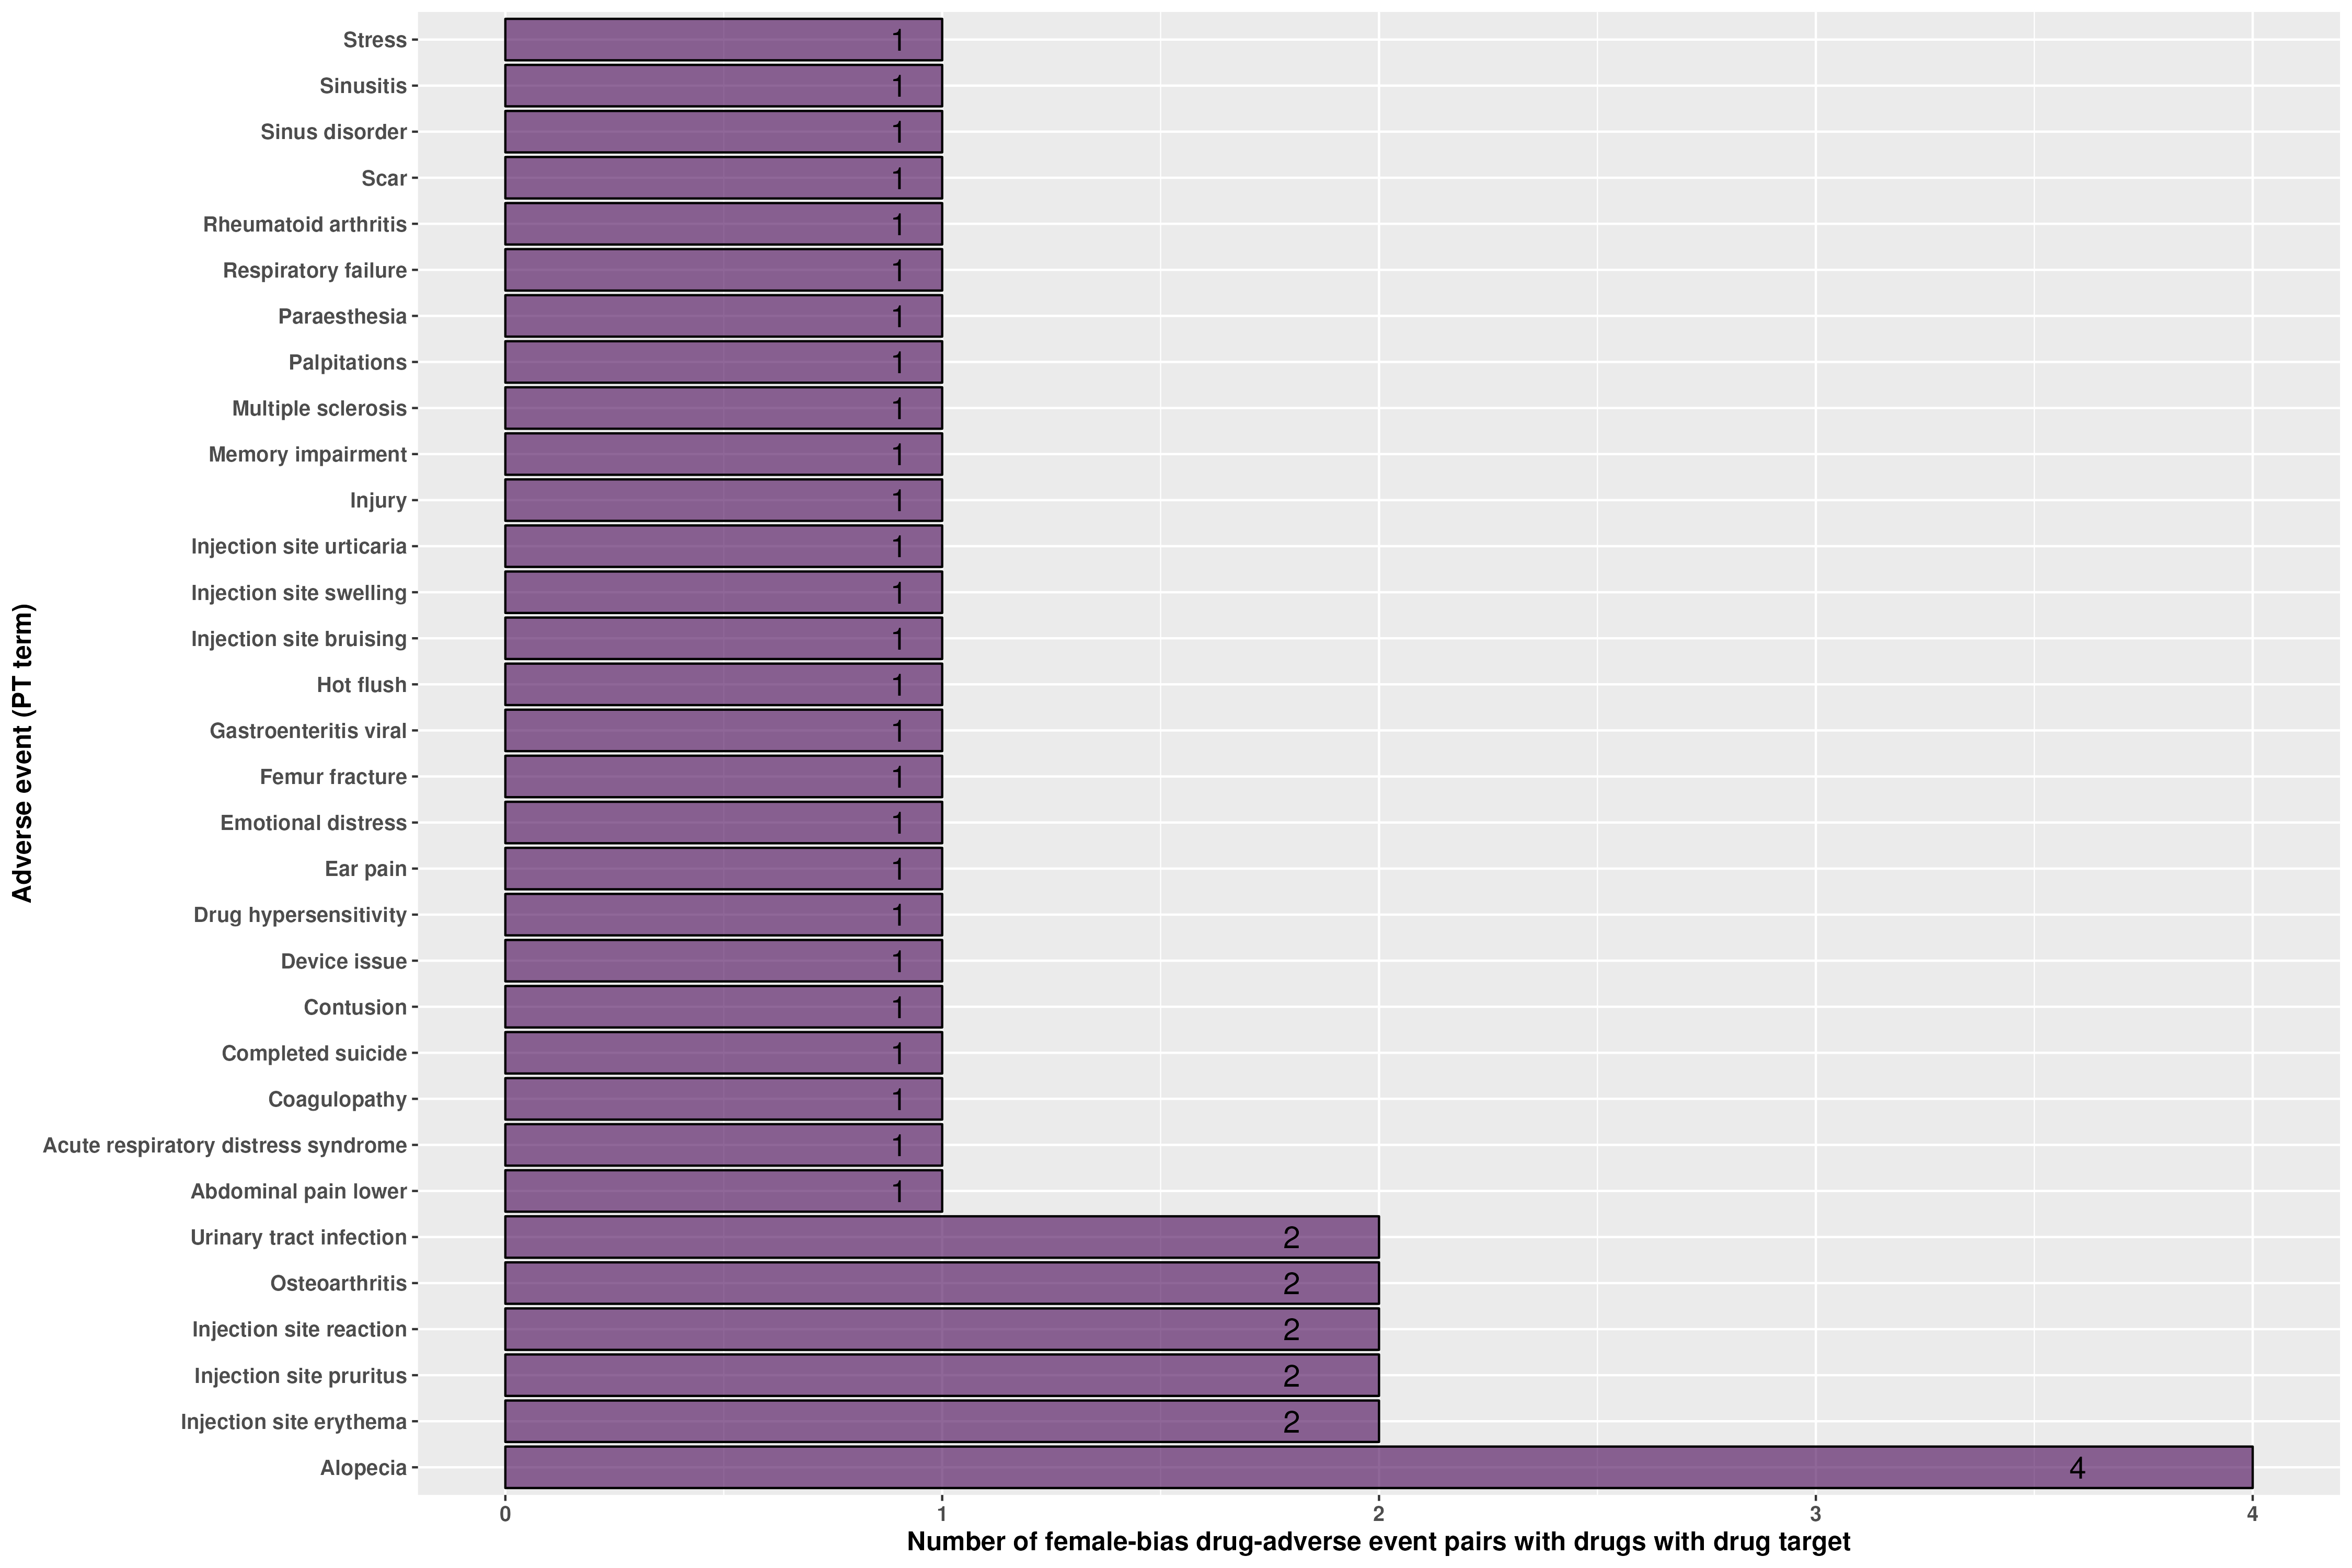 Adverse event (PT term)
Stress 1
Sinusitis 1
Sinus disorder 1
Scar 1
Rheumatoid arthritis 1
Respiratory failure 1
Paraesthesia 1
Palpitations 1
Multiple sclerosis 1
Memory impairment 1
Injury 1
Injection site urticaria 1
Injection site swelling 1
Injection site bruising 1
Hot flush 1
Gastroenteritis viral 1
Femur fracture 1
Emotional distress 1
Ear pain 1
Drug hypersensitivity 1
Device issue 1
Contusion 1
Completed suicide 1
Coagulopathy 1
Acute respiratory distress syndrome 1
Abdominal pain lower 1
Urinary tract infection 2
Osteoarthritis 2
Injection site reaction 2
Injection site pruritus 2
Injection site erythema 2
Alopecia 4
0 1 2 3 4
Number of female-bias drug-adverse event pairs with drugs with drug target